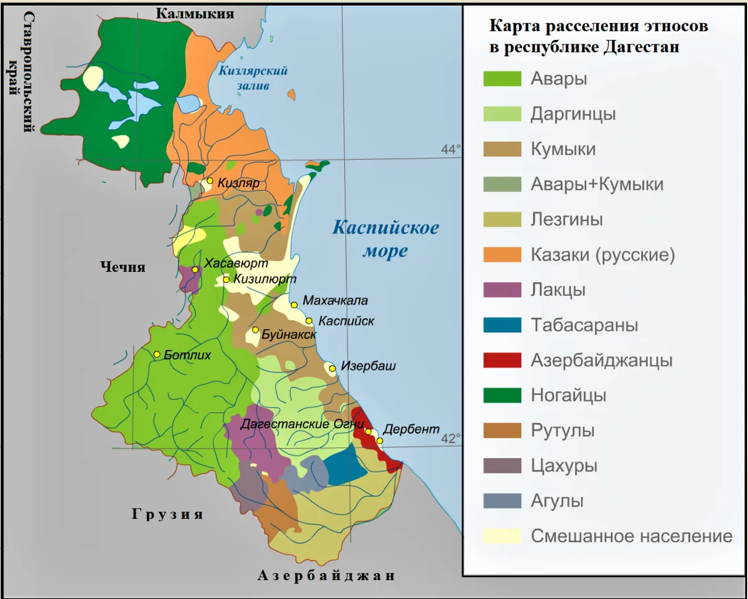 Карта расселения этносов
в республике Дагестан
Калмыкия
Ставропольский
край
Кизлярский
залив
44°
Кизляр
Каспийское
море
Чечня
Хасавюрт
Кизилюрт
Махачкала
Каспийск
Буйнакск
Ботлих
Изербаш
Дагестанские Огни
Дербент
42°
Грузия
Азербайджан
Авары
Даргинцы
Кумыки
Авары+Кумыки
Лезгины
Казаки (русские)
Лакцы
Табасараны
Азербайджанцы
Ногайцы
Рутулы
Цахуры
Агулы
Смешанное население